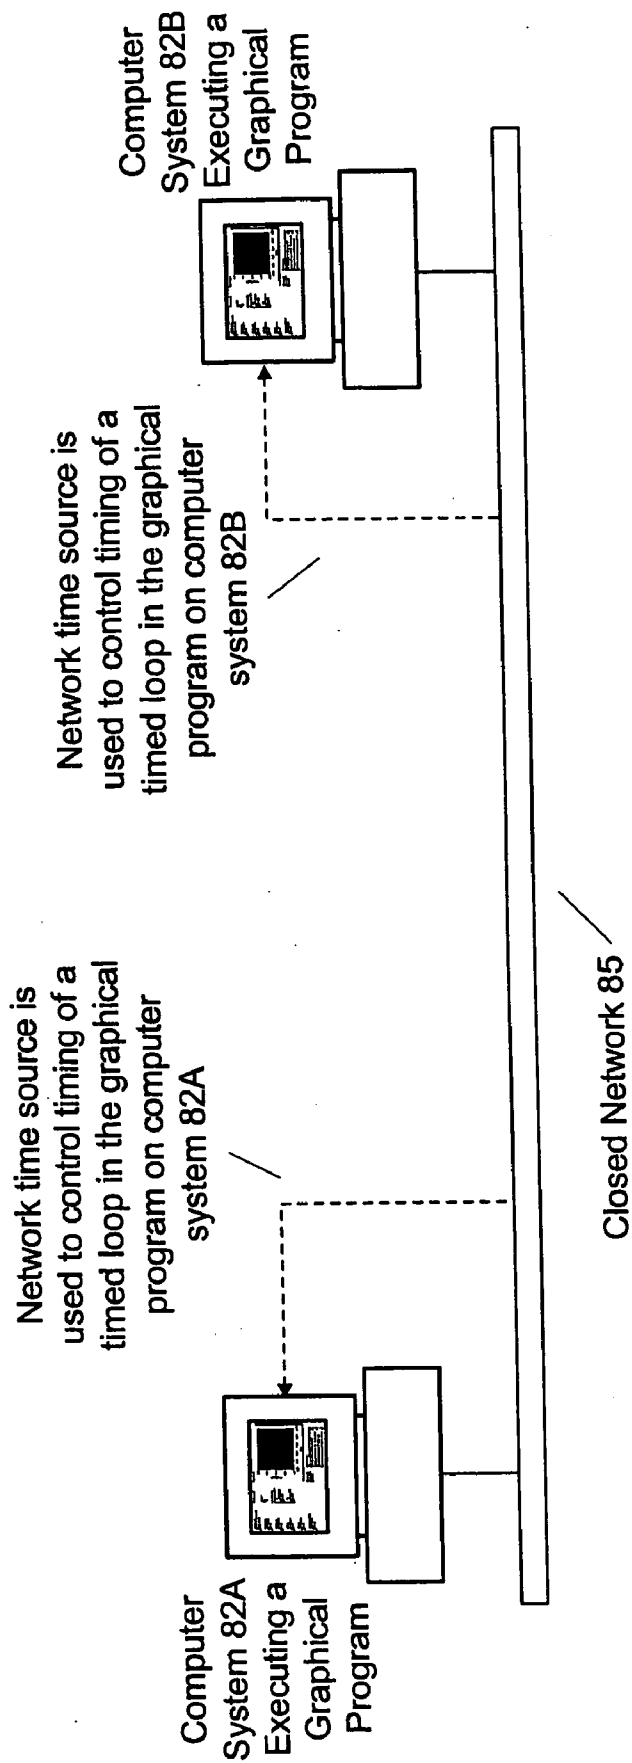 Network time source is
used to control timing of a
timed loop in the graphical
program on computer
system 82A
Network time source is
used to control timing of a
timed loop in the graphical
program on computer
system 82B
Computer
System 82A
Executing a
Graphical
Program
Computer
System 82B
Executing a
Graphical
Program
Closed Network 85